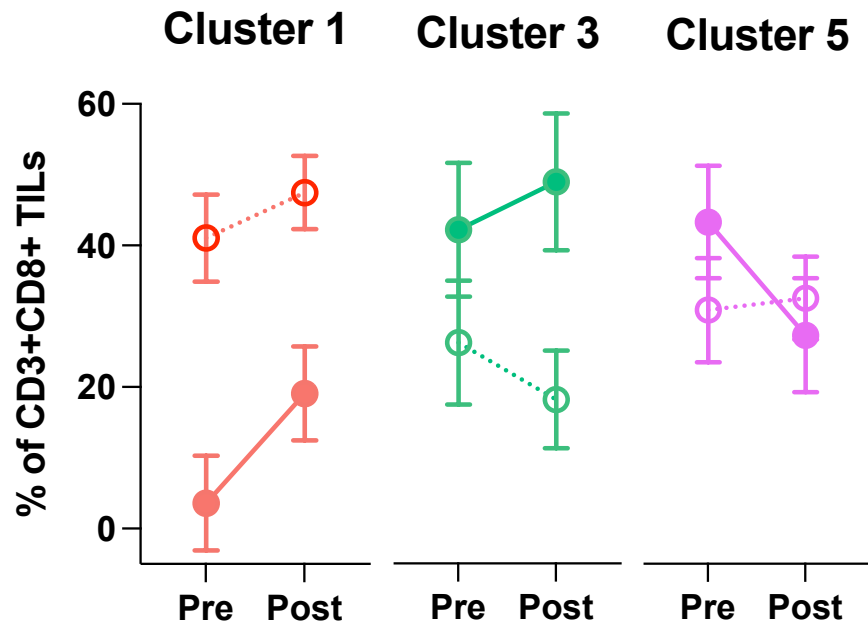 Cluster 1 Cluster 3 Cluster 5
% of CD3+CD8+ TILs
60
40
20
0
Pre Post Pre Post Pre Post